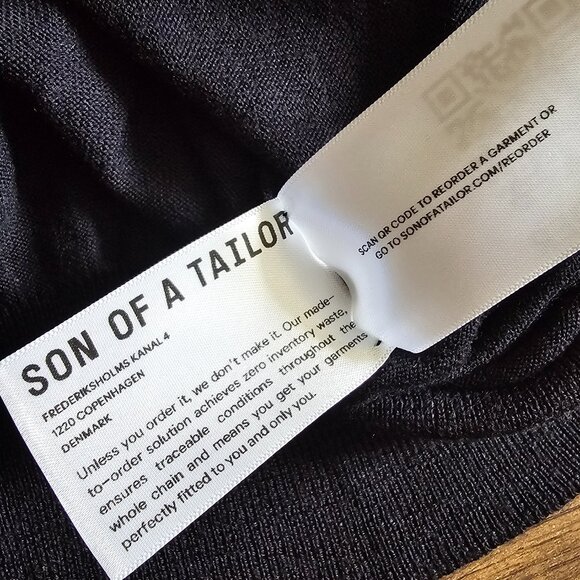 SON OF A TAILOR
FREDERIKSHOLMS KANAL 4
1220 COPENHAGEN
DENMARK
Unless you order it, we don't make it. Our made-
to-order solution achieves zero inventory waste,
ensures traceable conditions throughout the
whole chain and means you get your garments
perfectly fitted to you and only you.
SCAN QR CODE TO REORDER A GARMENT OR
GO TO SONOFATAILOR.COM/REORDER